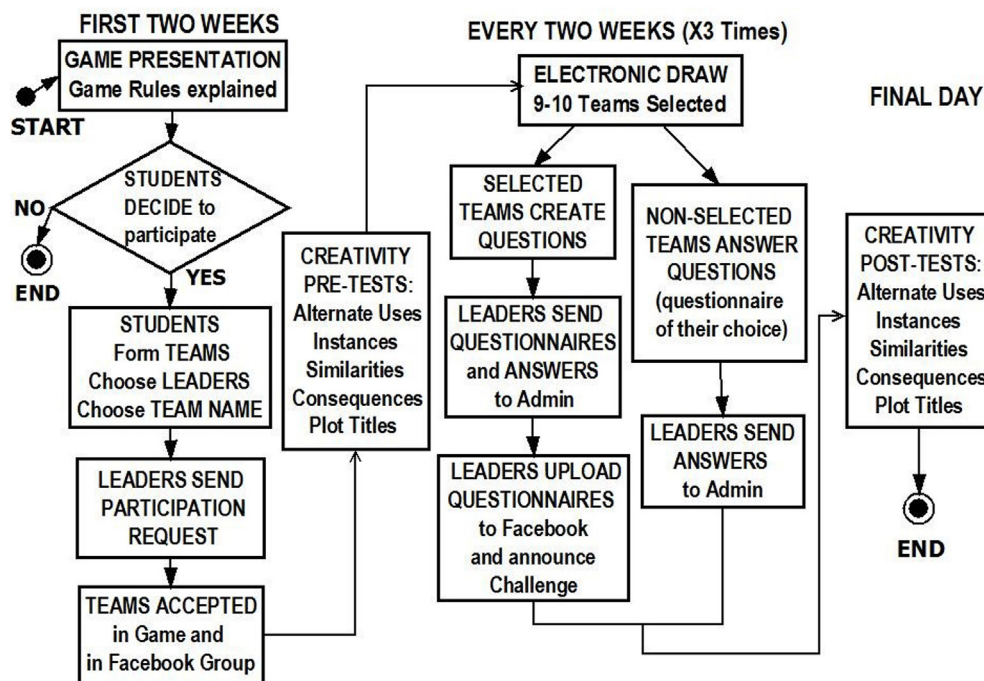 FIRST TWO WEEKS
GAME PRESENTATION
Game Rules explained
START
STUDENTS
DECIDE to
participate
NO
END
YES
STUDENTS
Form TEAMS
Choose LEADERS
Choose TEAM NAME
LEADERS SEND
PARTICIPATION
REQUEST
TEAMS ACCEPTED
in Game and
in Facebook Group
CREATIVITY
PRE-TESTS:
Alternate Uses
Instances
Similarities
Consequences
Plot Titles
EVERY TWO WEEKS (X3 Times)
ELECTRONIC DRAW
9-10 Teams Selected
SELECTED
TEAMS CREATE
QUESTIONS
LEADERS SEND
QUESTIONNAIRES
and ANSWERS
to Admin
LEADERS UPLOAD
QUESTIONNAIRES
to Facebook
and announce
Challenge
NON-SELECTED
TEAMS ANSWER
QUESTIONS
(questionnaire
of their choice)
LEADERS SEND
ANSWERS
to Admin
FINAL DAY
CREATIVITY
POST-TESTS:
Alternate Uses
Instances
Similarities
Consequences
Plot Titles
END